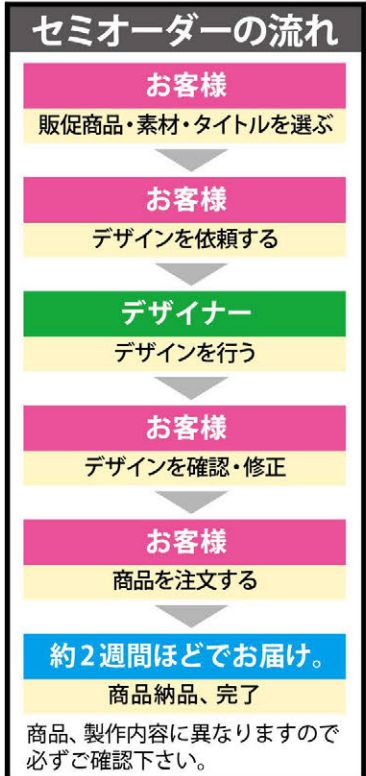 セミオーダーの流れ
お客様
販促商品・素材・タイトルを選ぶ
お客様
デザインを依頼する
デザイナー
デザインを行う
お客様
デザインを確認・修正
お客様
商品を注文する
約2週間ほどでお届け。
商品納品、完了
商品、製作内容に異なりますので
必ずご確認下さい。